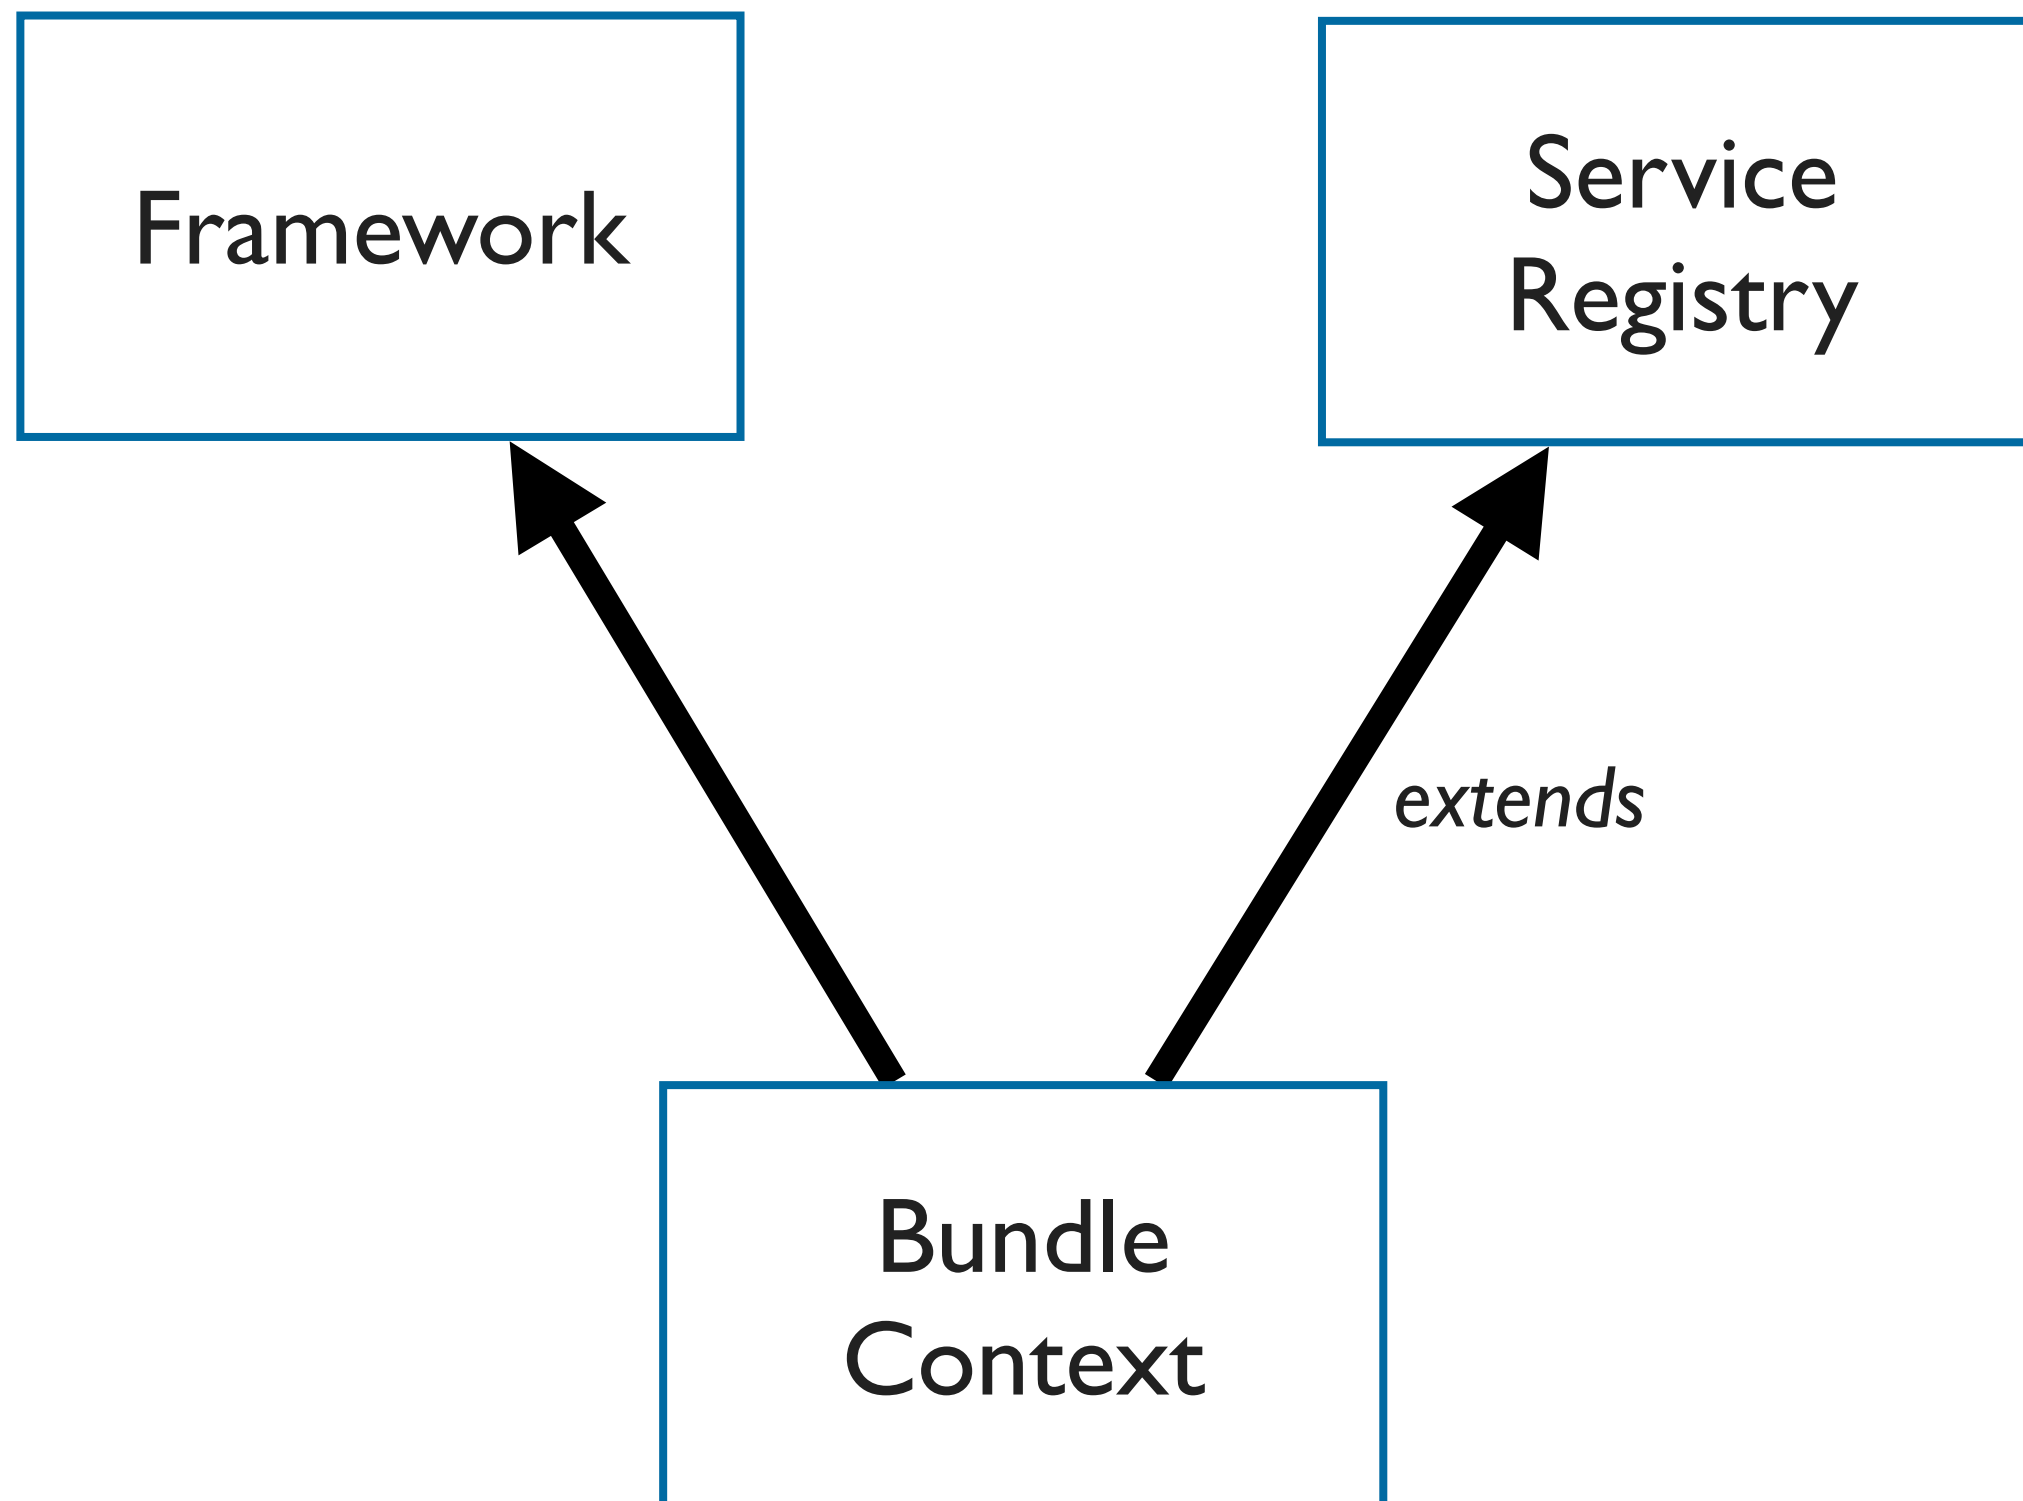 Framework
Service
Registry
extends
Bundle
Context